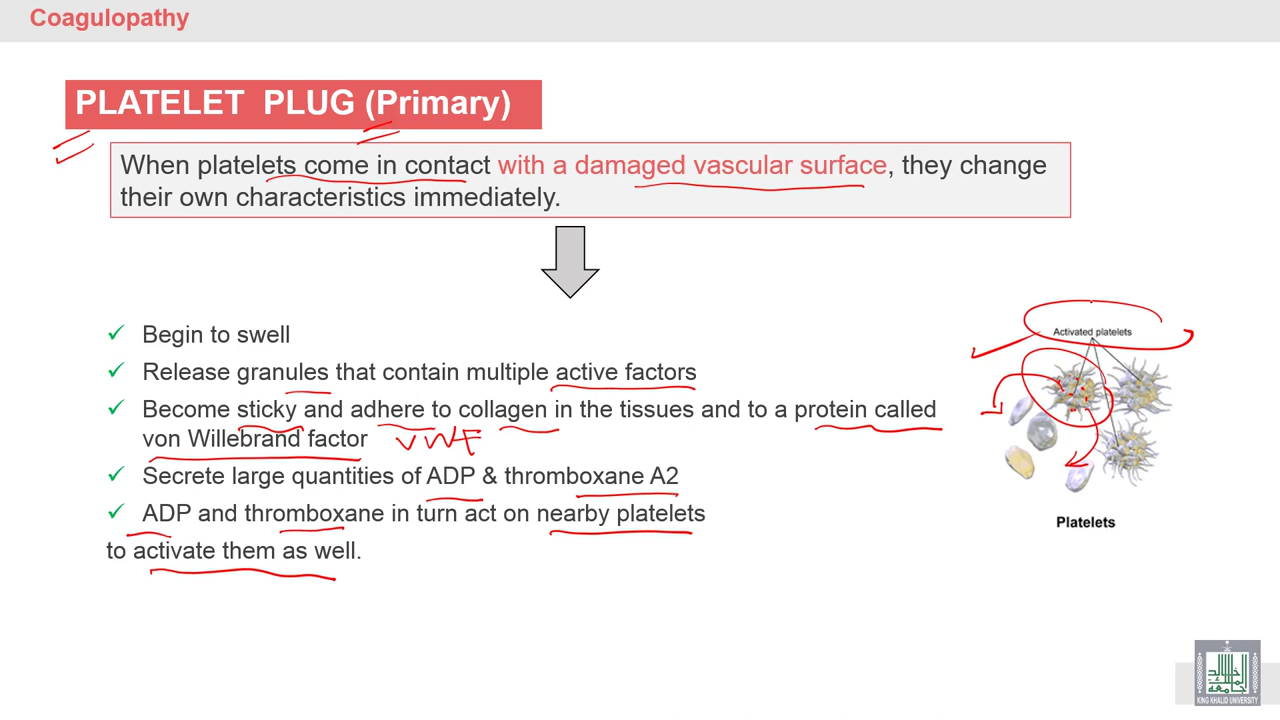 Coagulopathy
PLATELET PLUG (Primary)
When platelets come in contact with a damaged vascular surface, they change
their own characteristics immediately.
✓ Begin to swell
✓ Release granules that contain multiple active factors
✓ Become sticky and adhere to collagen in the tissues and to a protein called
von Willebrand factor
VWF
✓ Secrete large quantities of ADP & thromboxane A2
✓ ADP and thromboxane in turn act on nearby platelets
to activate them as well.
Activated platelets
Platelets
جامعة الملك خالد
KING KHALID UNIVERSITY